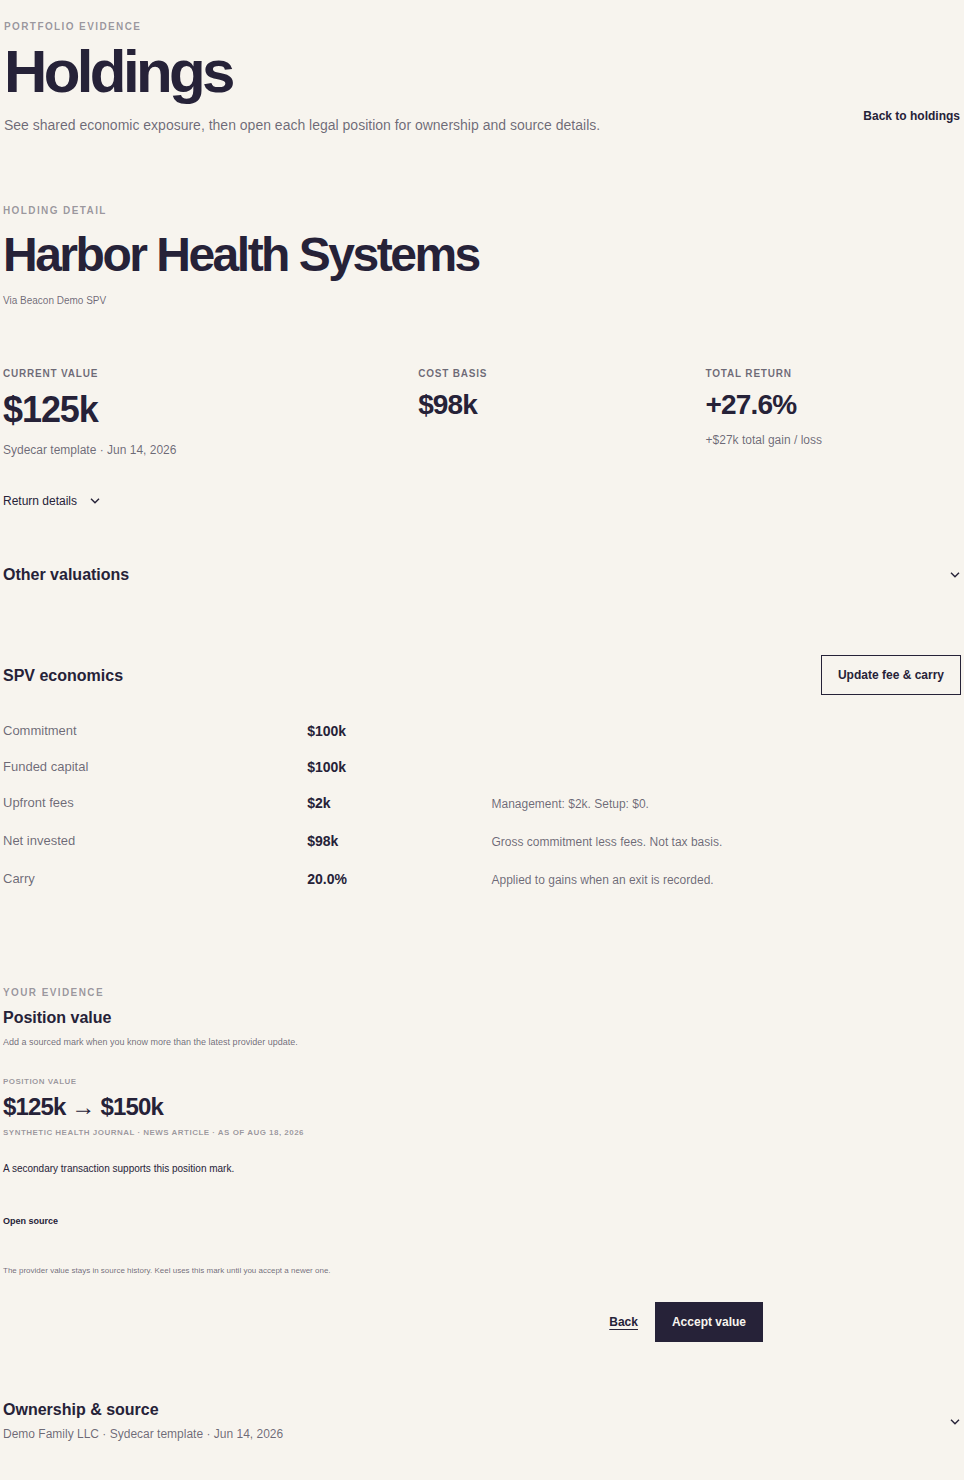 PORTFOLIO EVIDENCE
Holdings
See shared economic exposure, then open each legal position for ownership and source details.
Back to holdings
HOLDING DETAIL
Harbor Health Systems
Via Beacon Demo SPV
CURRENT VALUE
$125k
Sydecar template · Jun 14, 2026
COST BASIS
$98k
TOTAL RETURN
+27.6%
+$27k total gain / loss
Return details
Other valuations
SPV economics
Update fee & carry
Commitment $100k
Funded capital $100k
Upfront fees $2k Management: $2k. Setup: $0.
Net invested $98k Gross commitment less fees. Not tax basis.
Carry 20.0% Applied to gains when an exit is recorded.
YOUR EVIDENCE
Position value
Add a sourced mark when you know more than the latest provider update.
POSITION VALUE
$125k → $150k
SYNTHETIC HEALTH JOURNAL · NEWS ARTICLE · AS OF AUG 18, 2026
A secondary transaction supports this position mark.
Open source
The provider value stays in source history. Keel uses this mark until you accept a newer one.
Back
Accept value
Ownership & source
Demo Family LLC · Sydecar template · Jun 14, 2026